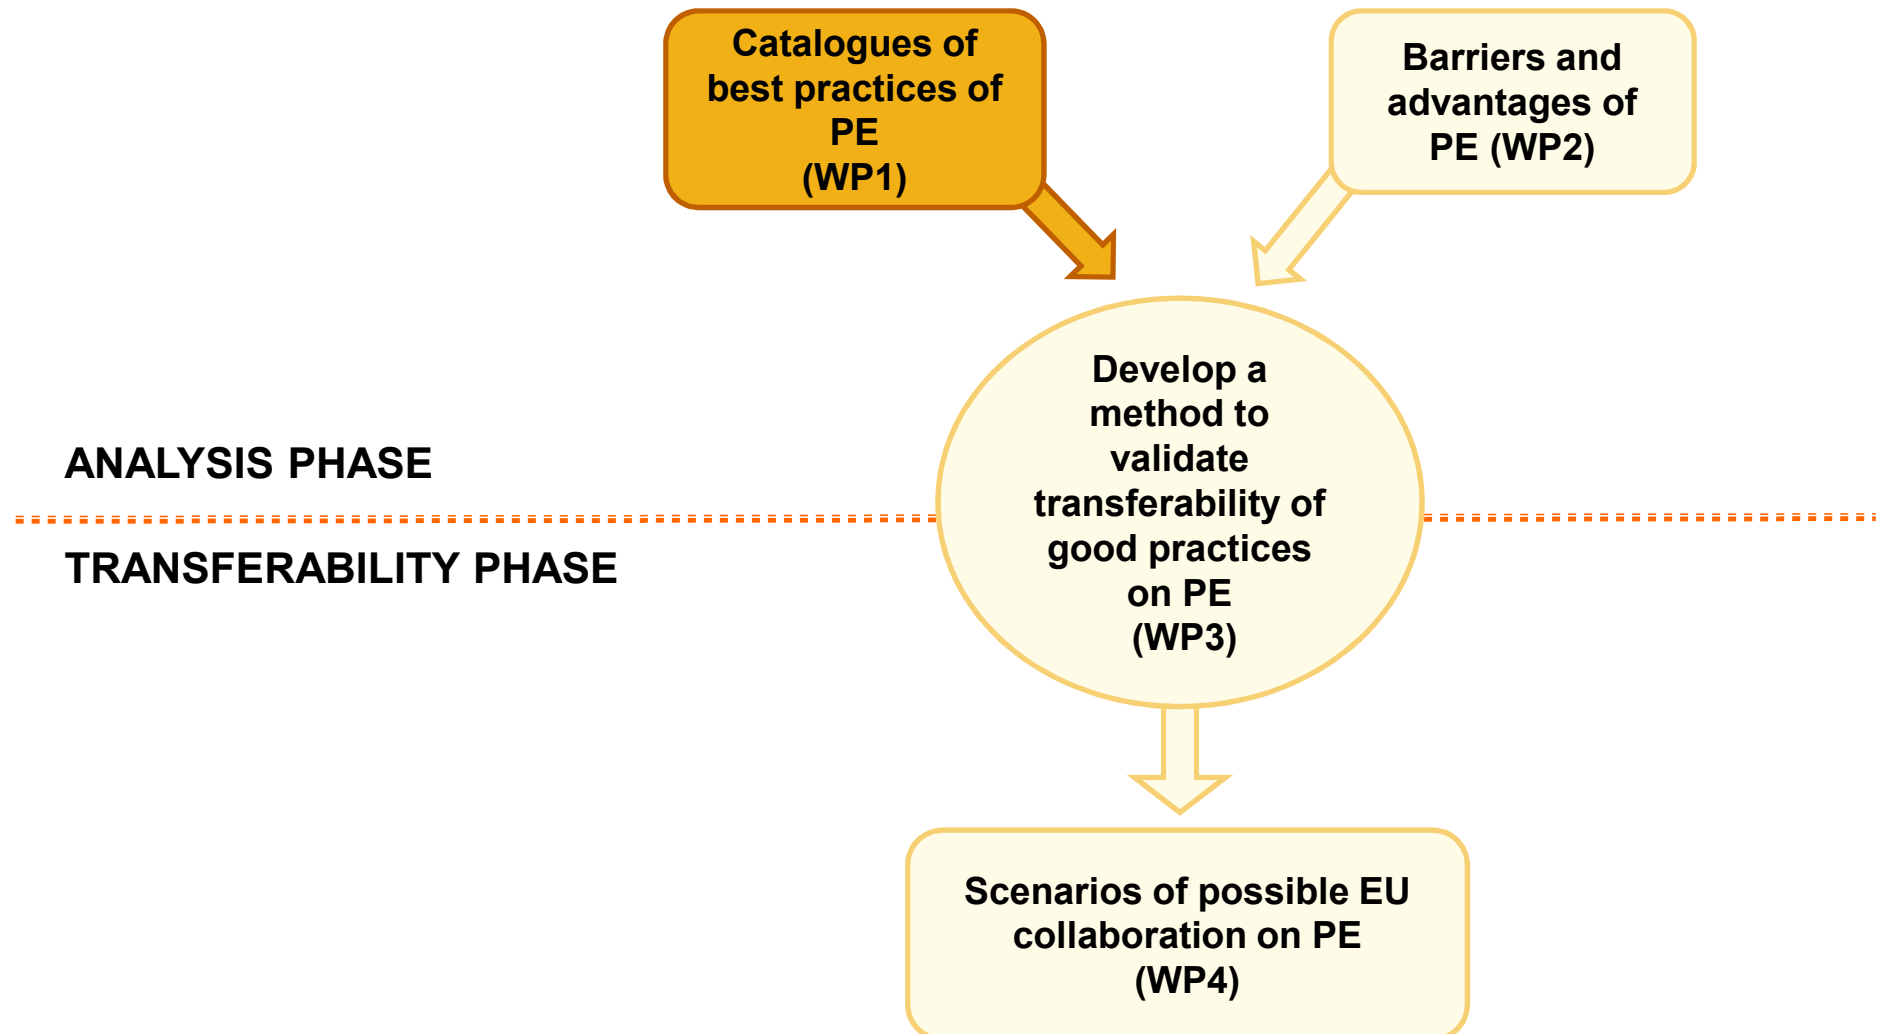 Catalogues of
best practices of
PE
(WP1)
Barriers and
advantages of
PE (WP2)
Develop a
method to
validate
transferability of
good practices
on PE
(WP3)
ANALYSIS PHASE
TRANSFERABILITY PHASE
Scenarios of possible EU
collaboration on PE
(WP4)